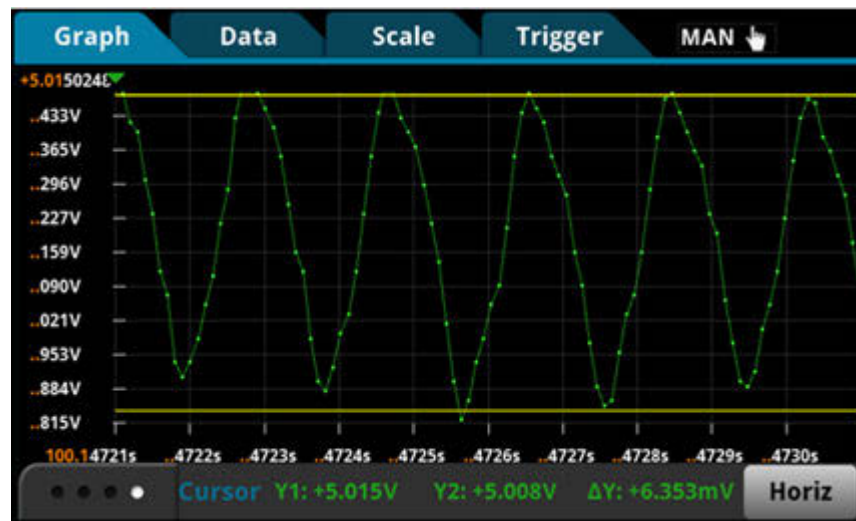 Graph Data Scale Trigger MAN
+5.0150248
..433V
..365V
..296V
..227V
..159V
..090V
..021V
..953V
..884V
..815V
100.14721s ..4722s ..4723s ..4724s ..4725s ..4726s ..4727s ..4728s ..4729s ..4730s
Cursor Y1: +5.015V Y2: +5.008V ΔY: +6.353mV Horiz